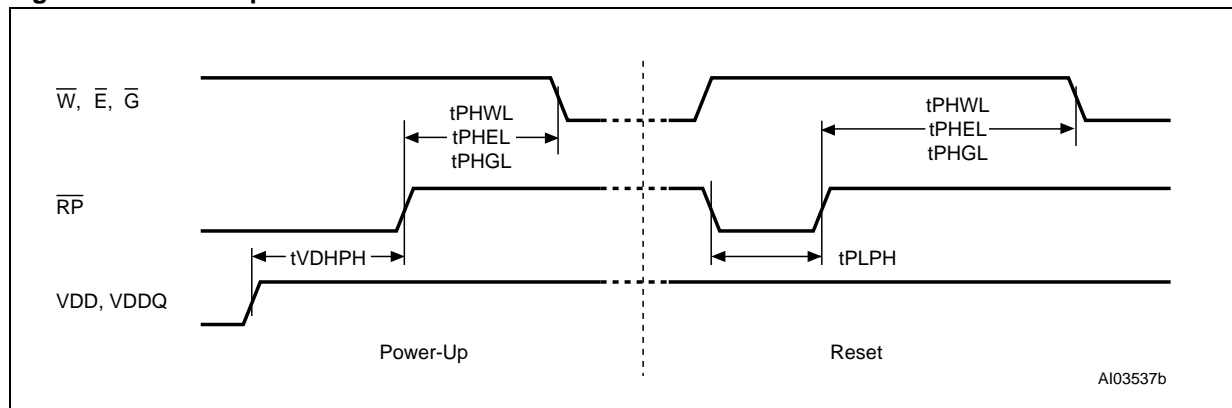 W, E, G
tPHWL
tPHEL
tPHGL
tPHWL
tPHEL
tPHGL
RP
tVDHPH
tPLPH
VDD, VDDQ
Power-Up
Reset
AI03537b